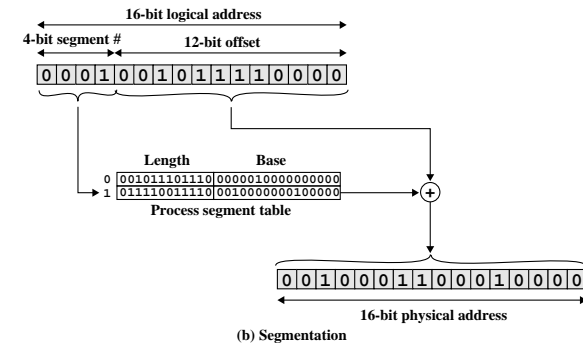 16-bit logical address
4-bit segment # 12-bit offset
0 0 0 1 0 0 1 0 1 1 1 1 0 0 0 0
Length Base
0 001011101110 0000010000000000
1 011110011110 0010000000100000
Process segment table
+
0 0 1 0 0 0 1 1 0 0 0 1 0 0 0 0
16-bit physical address
(b) Segmentation